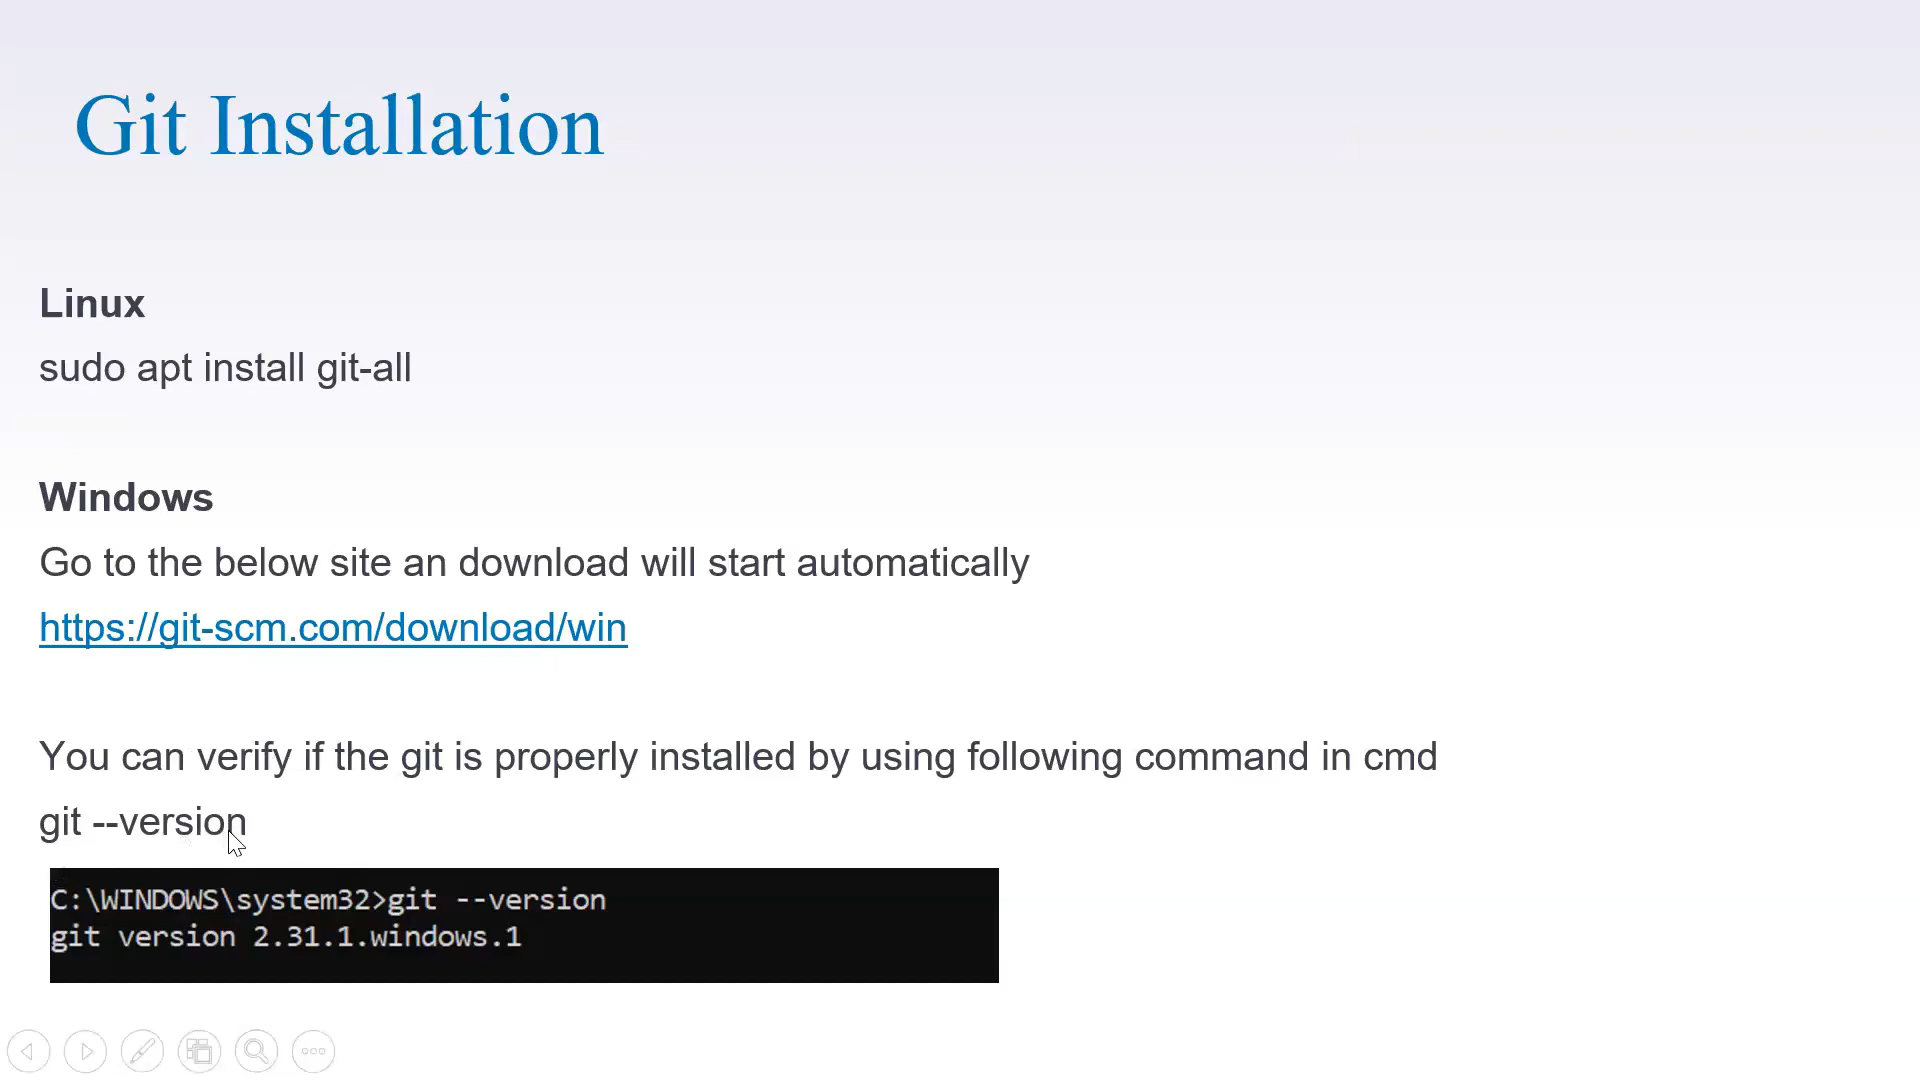 Git Installation
Linux
sudo apt install git-all
Windows
Go to the below site an download will start automatically
https://git-scm.com/download/win
You can verify if the git is properly installed by using following command in cmd
git --version
C:\WINDOWS\system32>git --version
git version 2.31.1.windows.1